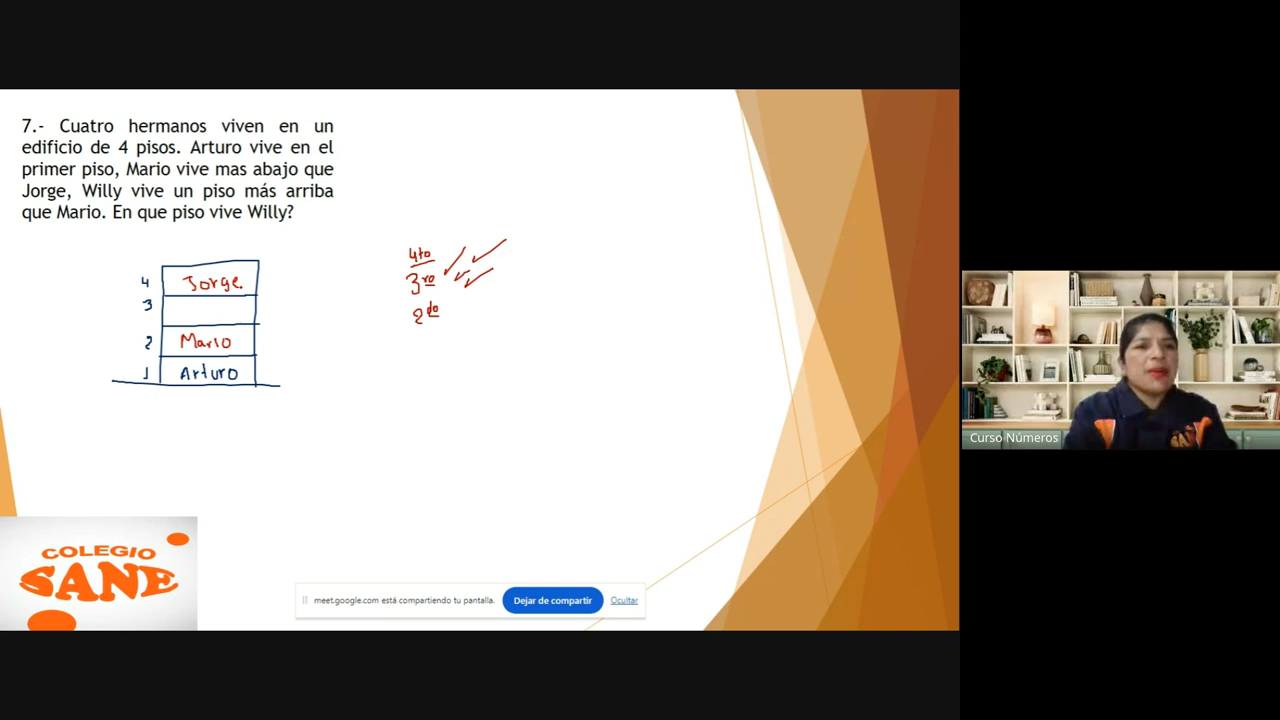 7.- Cuatro hermanos viven en un
edificio de 4 pisos. Arturo vive en el
primer piso, Mario vive mas abajo que
Jorge, Willy vive un piso más arriba
que Mario. En que piso vive Willy?
4 Jorge
3
2 Mario
1 Arturo
4to
3ro
2do
Curso Números
COLEGIO
SANE
meet.google.com está compartiendo tu pantalla.
Dejar de compartir
Ocultar